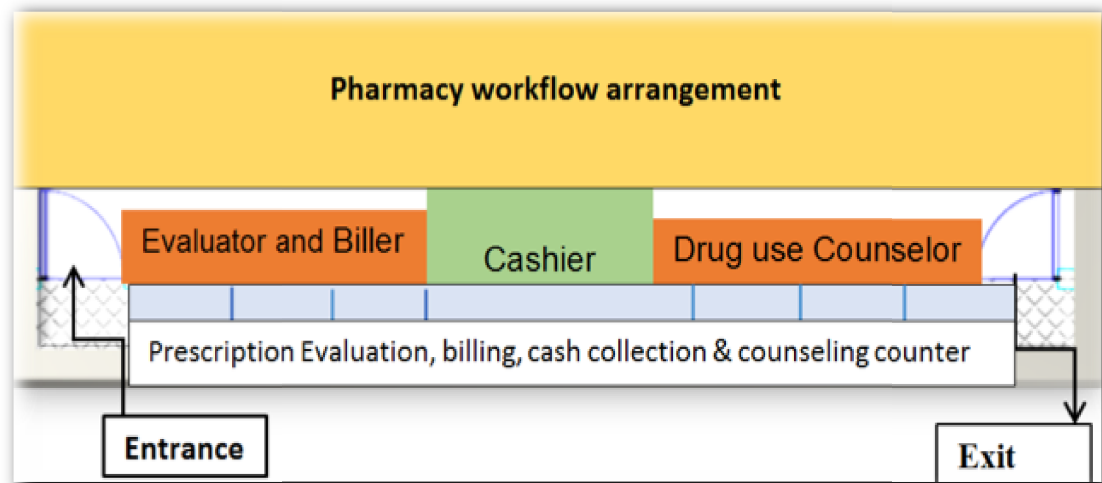 Pharmacy workflow arrangement
Evaluator and Biller
Cashier
Drug use Counselor
Prescription Evaluation, billing, cash collection & counseling counter
Entrance
Exit